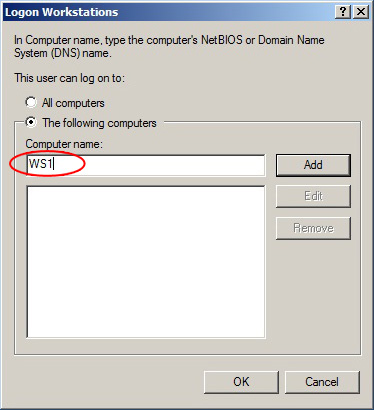 Logon Workstations
In Computer name, type the computer's NetBIOS or Domain Name
System (DNS) name.
This user can log on to:
All computers
The following computers
Computer name:
WS1
Add
Edit
Remove
OK
Cancel